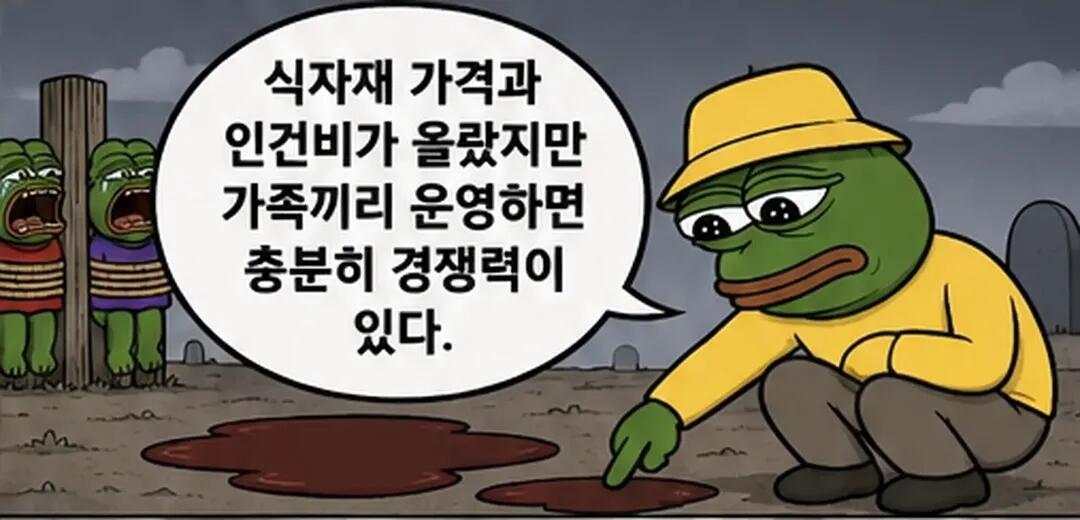 식자재 가격과
인건비가 올랐지만
가족끼리 운영하면
충분히 경쟁력이
있다.